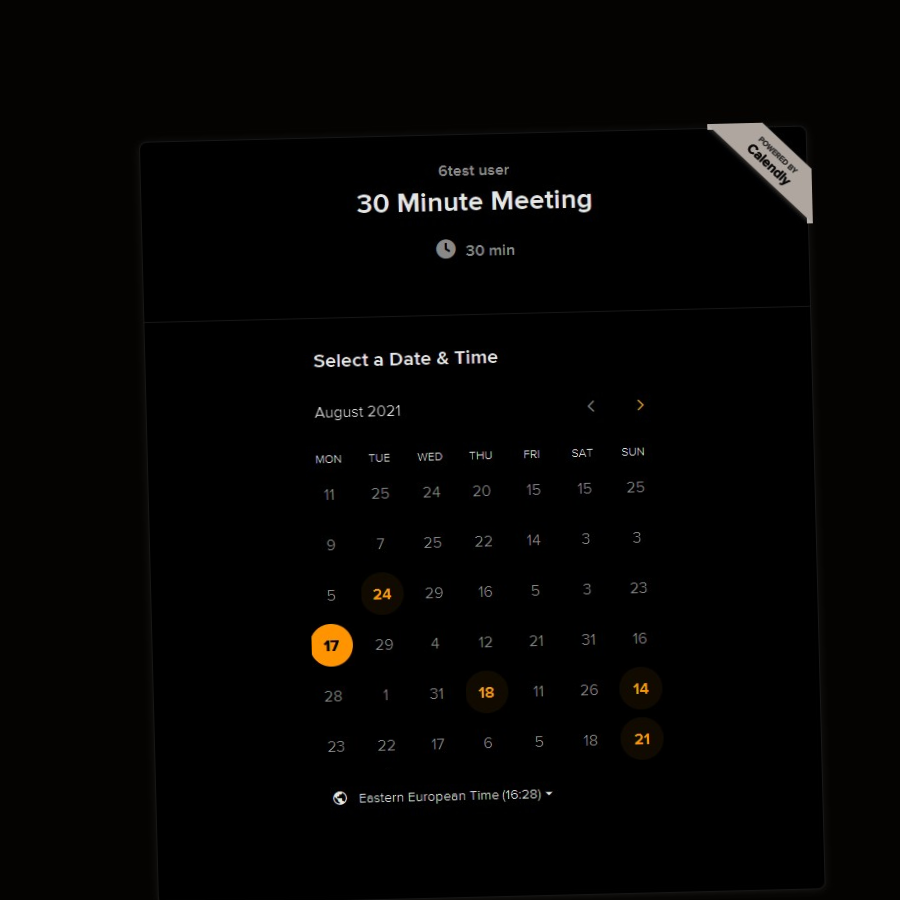 POWERED BY
Calendly
6test user
30 Minute Meeting
30 min
Select a Date & Time
August 2021
MON TUE WED THU FRI SAT SUN
11 25 24 20 15 15 25
9 7 25 22 14 3 3
5 24 29 16 5 3 23
17 29 4 12 21 31 16
28 1 31 18 11 26 14
23 22 17 6 5 18 21
Eastern European Time (16:28)